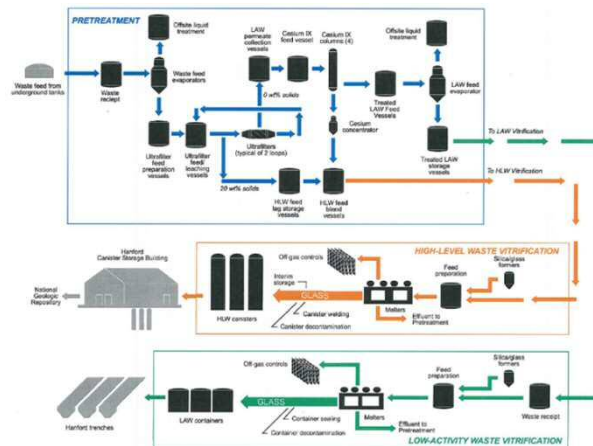 PRETREATMENT
Offsite liquid
treatment
LAW
permeate
collection
vessels
Cesium IX
feed vessel
Cesium IX
columns (4)
Offsite liquid
treatment
Waste feed from
underground tanks
Waste
reciept
Waste feed
evaporators
0 wt% solids
Treated
LAW Feed
Vessels
LAW feed
evaporator
Cesium
concentrator
Ultrafilter
feed preparation
vessels
Ultrafilter
feed/
leaching
vessels
Ultrafilters
(typical of 2 loops)
20 wt% solids
HLW feed
lag storage
vessels
HLW feed
blend vessels
Treated LAW
storage vessels
To LAW Vitrification
To HLW Vitrification
HIGH-LEVEL WASTE VITRIFICATION
Hanford
Canister Storage Building
National
Geologic
Repository
HLW canisters
Off-gas controls
Interim
storage
GLASS
Canister welding
Canister decontamination
Melters
Effluent to
Pretreatment
Feed
preparation
Silica/glass
formers
Hanford trenches
LAW containers
Off-gas controls
GLASS
Container sealing
Container decontamination
Melters
Effluent to
Pretreatment
Feed
preparation
Silica/glass
formers
Waste receipt
LOW-ACTIVITY WASTE VITRIFICATION